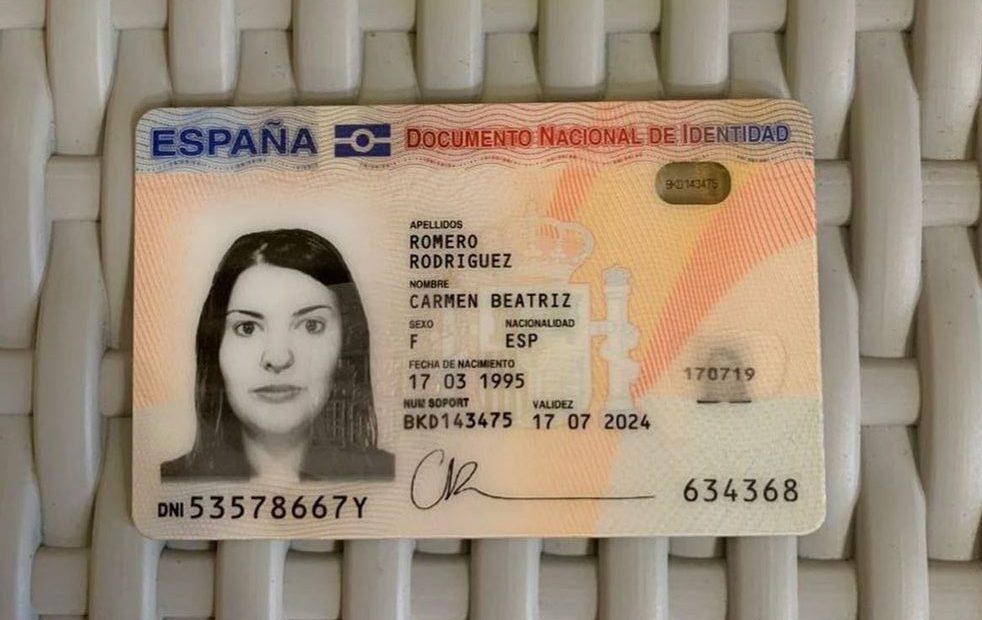 ESPAÑA DOCUMENTO NACIONAL DE IDENTIDAD
BKD143475
APELLIDOS
ROMERO
RODRIGUEZ
NOMBRE
CARMEN BEATRIZ
SEXO NACIONALIDAD
F ESP
FECHA DE NACIMIENTO
17 03 1995
170719
NUM SOPORT VALIDEZ
BKD143475 17 07 2024
DNI 53578667Y
634368